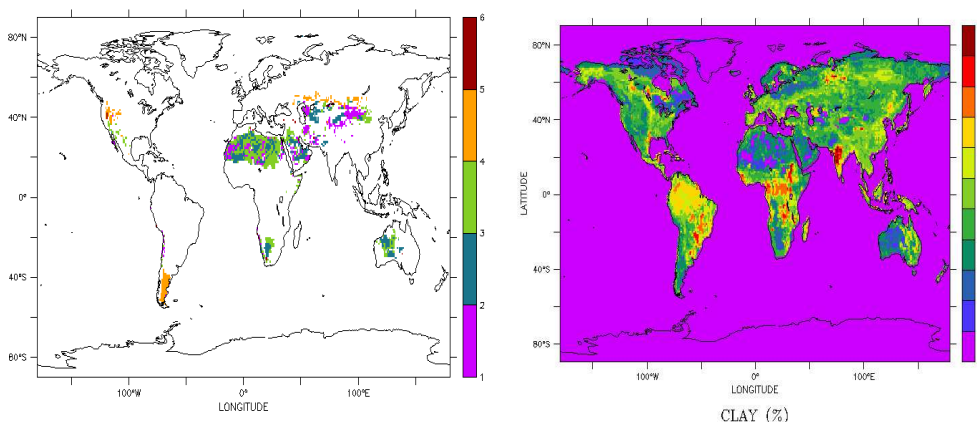 80°N
40°N
0°
40°S
80°S
100°W
0°
100°E
LONGITUDE
6
5
4
3
2
1
80°N
40°N
0°
40°S
80°S
LATITUDE
100°W
0°
100°E
LONGITUDE
CLAY (%)